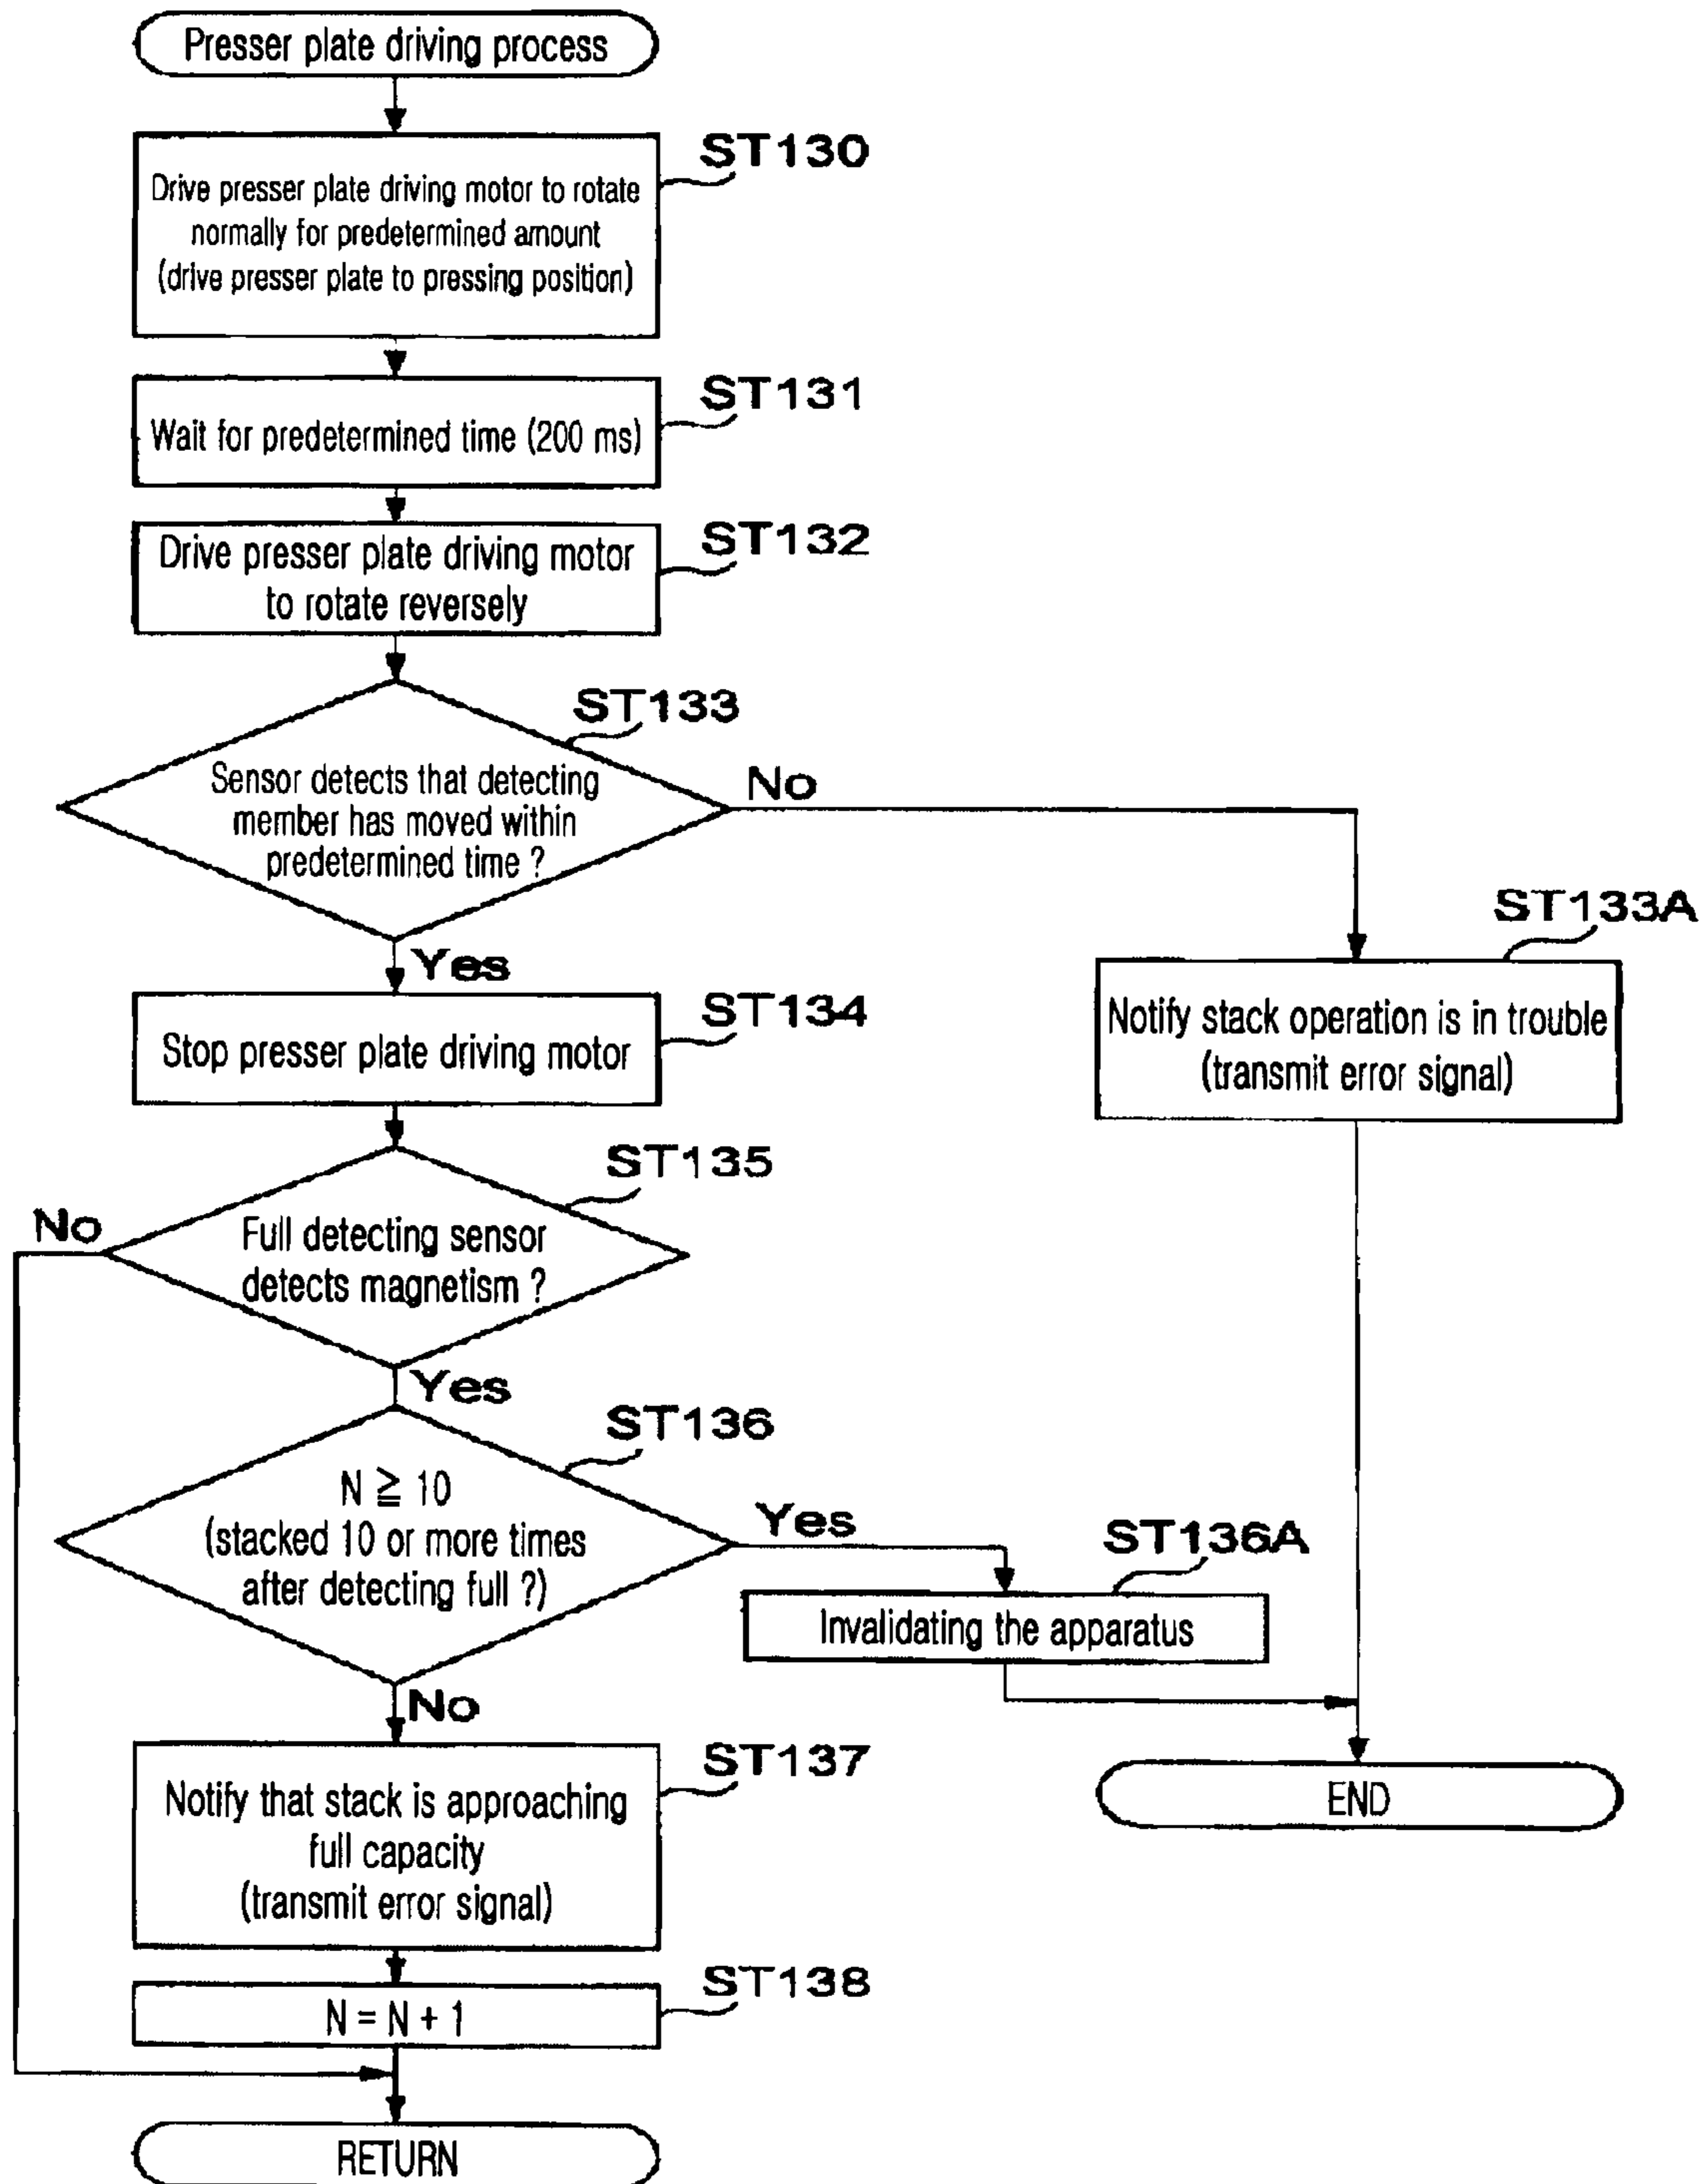 Presser plate driving process
ST130
Drive presser plate driving motor to rotate
normally for predetermined amount
(drive presser plate to pressing position)
ST131
Wait for predetermined time (200 ms)
ST132
Drive presser plate driving motor
to rotate reversely
ST133
Sensor detects that detecting
member has moved within
predetermined time ?
No
Yes
ST133A
Notify stack operation is in trouble
(transmit error signal)
ST134
Stop presser plate driving motor
ST135
Full detecting sensor
detects magnetism ?
No
Yes
ST136
N ≧ 10
(stacked 10 or more times
after detecting full ?)
Yes
ST136A
Invalidating the apparatus
No
ST137
Notify that stack is approaching
full capacity
(transmit error signal)
END
ST138
N = N + 1
RETURN